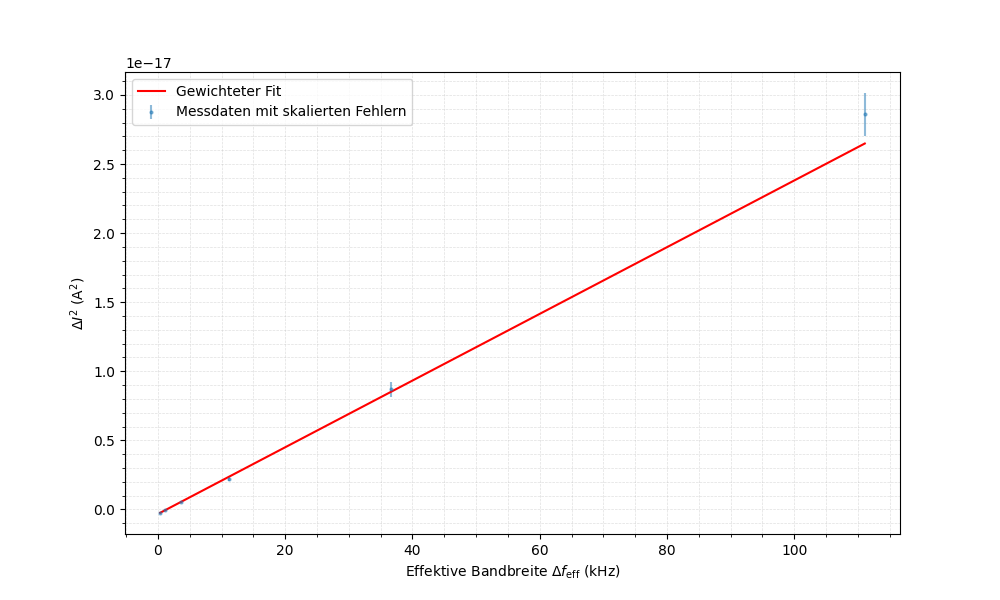 1e−17
Gewichteter Fit
Messdaten mit skalierten Fehlern
3.0
2.5
2.0
1.5
1.0
0.5
0.0
ΔI² (A²)
0 20 40 60 80 100
Effektive Bandbreite Δf_eff (kHz)